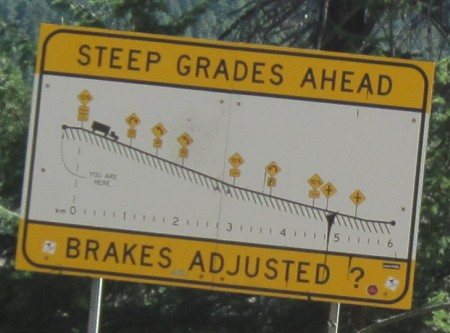 STEEP GRADES AHEAD
YOU ARE
HERE
km 0 1 2 3 4 5 6
BRAKES ADJUSTED ?